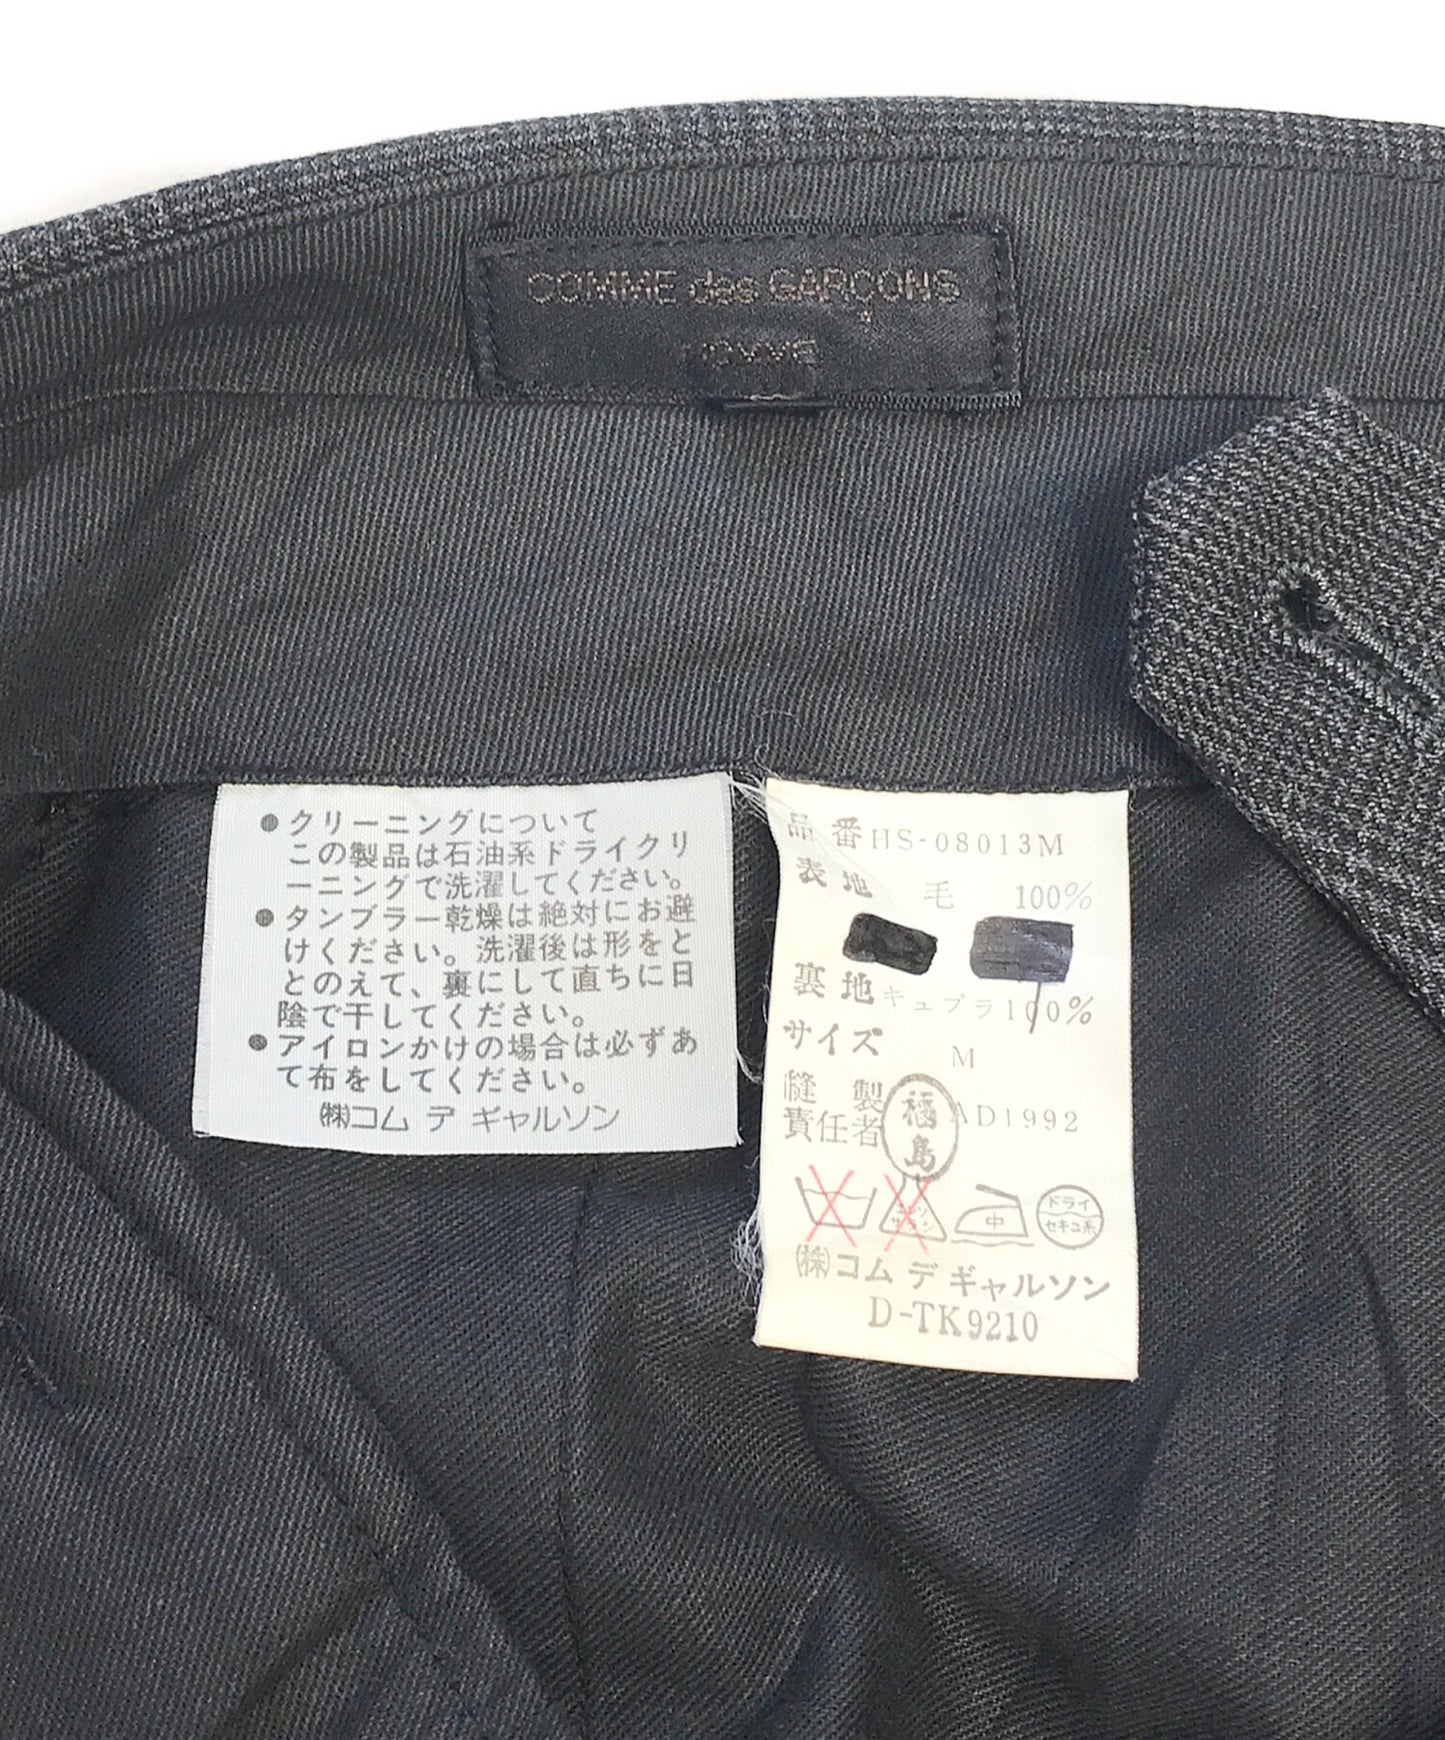 COMME des GARÇONS
HOMME
●クリーニングについて
この製品は石油系ドライクリ
ーニングで洗濯してください。
●タンブラー乾燥は絶対にお避
けください。洗濯後は形をと
とのえて、裏にして直ちに日
陰で干してください。
●アイロンかけの場合は必ずあ
て布をしてください。
㈱コム デ ギャルソン
品番 HS-08013M
表地 毛 100%
裏地 キュプラ 100%
サイズ M
縫製 福島 AD1992
責任者
エンソ サラシ 中 ドライ セキユ系
㈱コム デ ギャルソン
D-TK9210